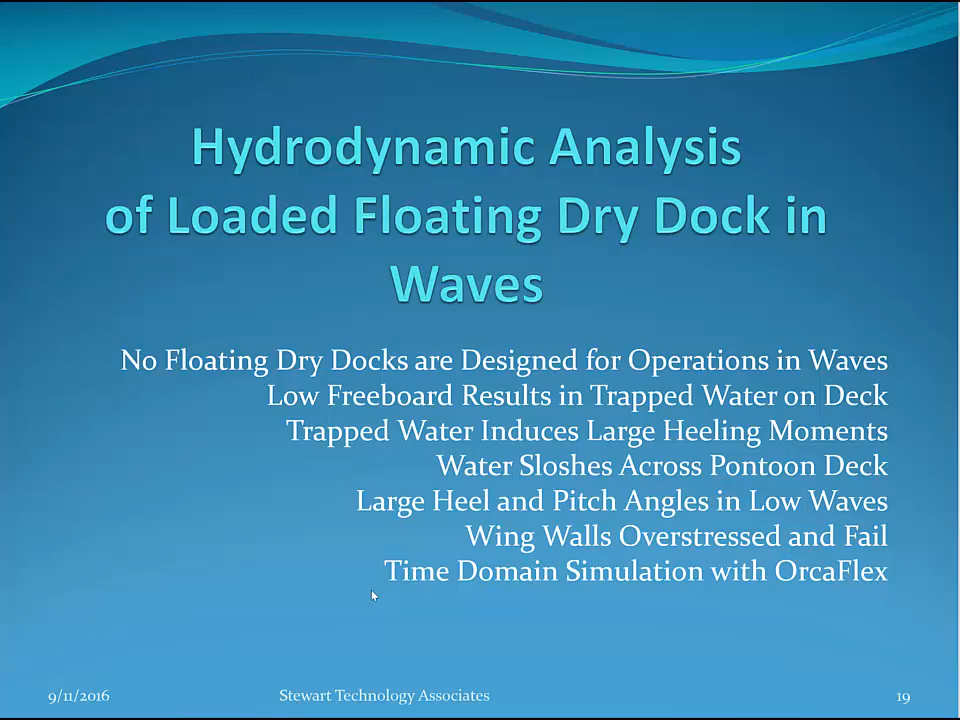 Hydrodynamic Analysis
of Loaded Floating Dry Dock in
Waves
No Floating Dry Docks are Designed for Operations in Waves
Low Freeboard Results in Trapped Water on Deck
Trapped Water Induces Large Heeling Moments
Water Sloshes Across Pontoon Deck
Large Heel and Pitch Angles in Low Waves
Wing Walls Overstressed and Fail
Time Domain Simulation with OrcaFlex
9/11/2016 Stewart Technology Associates 19